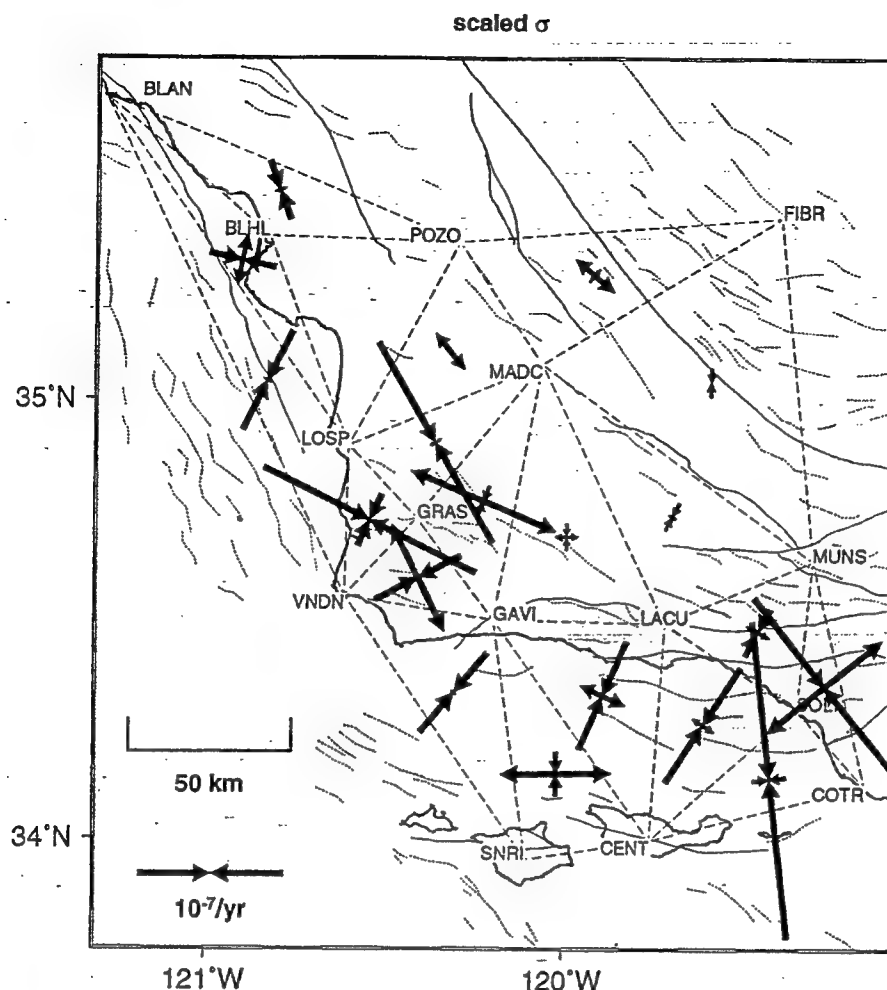 scaled σ
BLAN
FIBR
BLHL
POZO
MADC
35°N
LOSP
GRAS
MUNS
VNDN
GAVI
LACU
SOLI
50 km
COTR
34°N
SNRI
CENT
10⁻⁷/yr
121°W
120°W